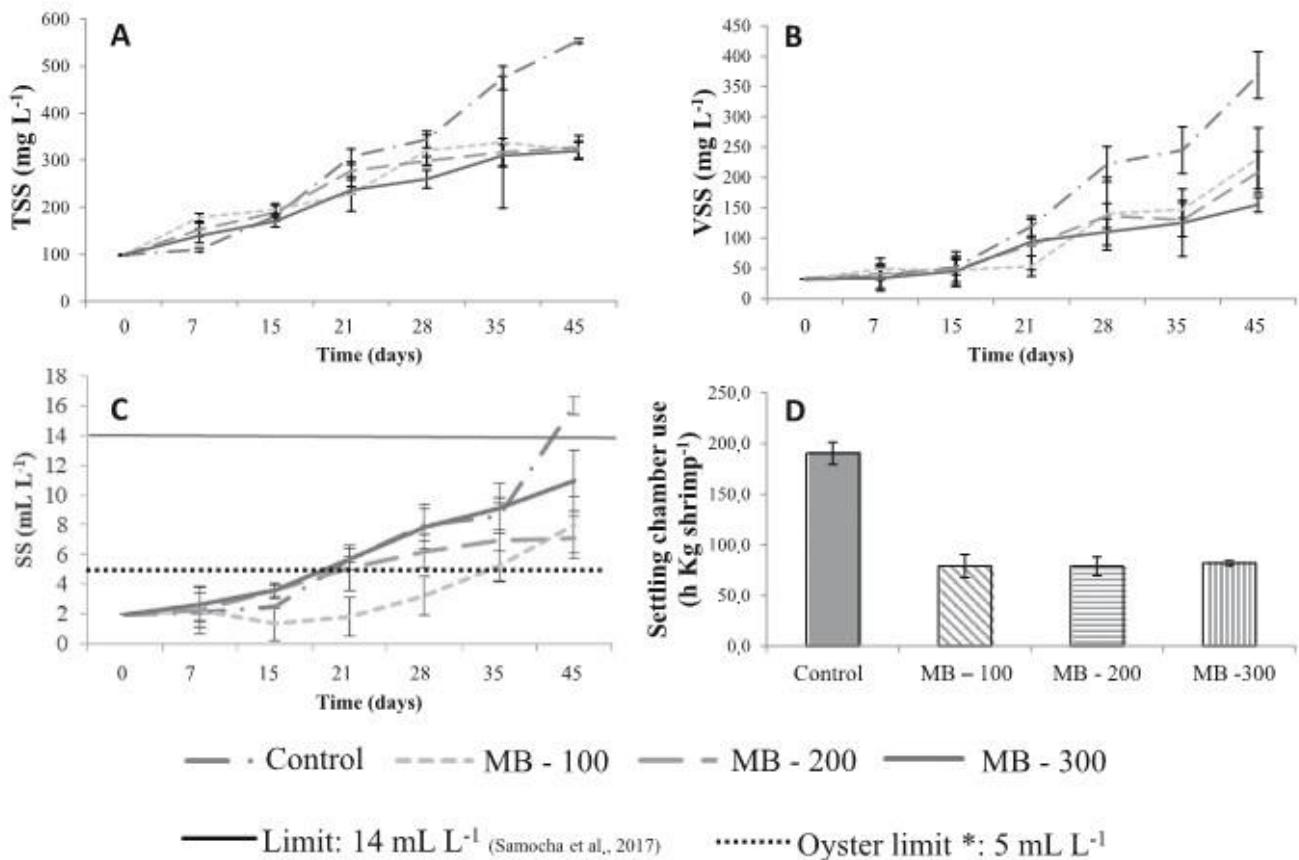 A
TSS (mg L-1)
600
500
400
300
200
100
0
0 7 15 21 28 35 45
Time (days)
B
VSS (mg L-1)
450
400
350
300
250
200
150
100
50
0
0 7 15 21 28 35 45
Time (days)
C
SS (mL L-1)
18
16
14
12
10
8
6
4
2
0
0 7 15 21 28 35 45
Time (days)
D
Settling chamber use
(h Kg shrimp-1)
250,0
200,0
150,0
100,0
50,0
0,0
Control MB – 100 MB - 200 MB -300
Control MB - 100 MB - 200 MB - 300
Limit: 14 mL L-1 (Samocha et al,, 2017) Oyster limit *: 5 mL L-1